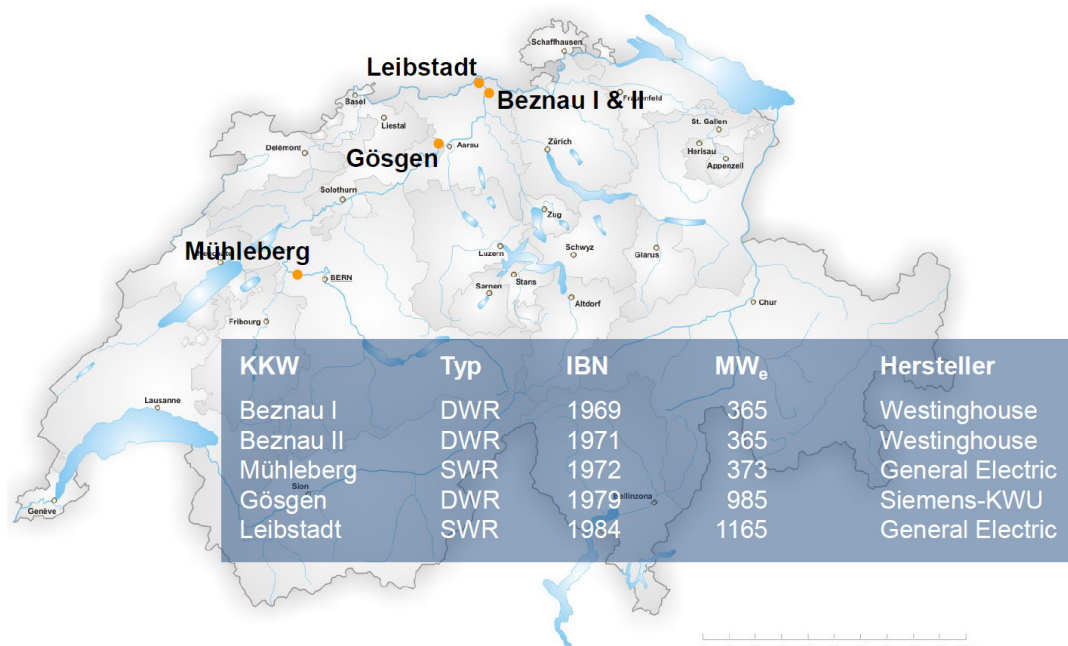 Schaffhausen
Leibstadt
Beznau I & II
Basel
Frauenfeld
Liestal
St. Gallen
Delémont
Gösgen
Aarau
Zürich
Herisau
Appenzell
Solothurn
Zug
Mühleberg
Luzern
Schwyz
Glarus
BERN
Stans
Sarnen
Altdorf
Chur
Fribourg
KKW Typ IBN MWe Hersteller
Lausanne
Beznau I DWR 1969 365 Westinghouse
Beznau II DWR 1971 365 Westinghouse
Mühleberg SWR 1972 373 General Electric
Sion
Gösgen DWR 1979 985 Siemens-KWU
Bellinzona
Genève
Leibstadt SWR 1984 1165 General Electric